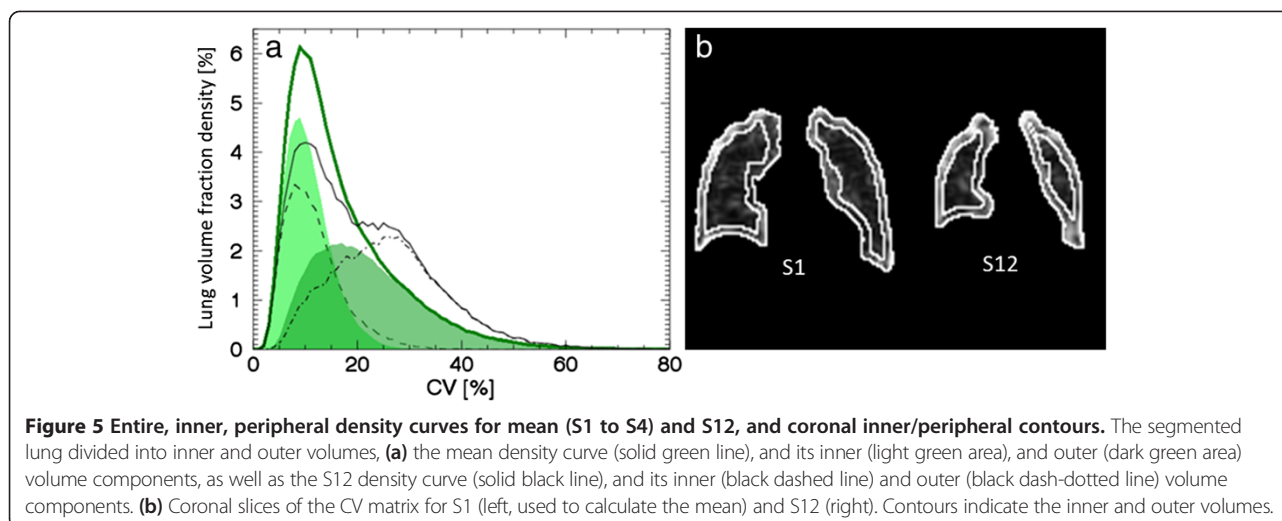 a
Lung volume fraction density [%]
6
5
4
3
2
1
0
0 20 40 60 80
CV [%]
b
S1
S12
Figure 5 Entire, inner, peripheral density curves for mean (S1 to S4) and S12, and coronal inner/peripheral contours. The segmented
lung divided into inner and outer volumes, (a) the mean density curve (solid green line), and its inner (light green area), and outer (dark green area)
volume components, as well as the S12 density curve (solid black line), and its inner (black dashed line) and outer (black dash-dotted line) volume
components. (b) Coronal slices of the CV matrix for S1 (left, used to calculate the mean) and S12 (right). Contours indicate the inner and outer volumes.